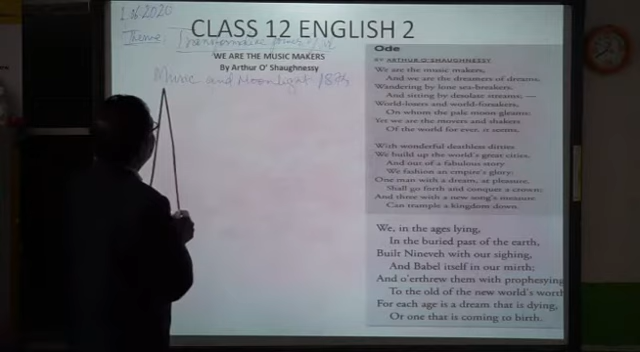 1.16.2020
CLASS 12 ENGLISH 2
Theme: Transformative power of
WE ARE THE MUSIC MAKERS
By Arthur O' Shaughnessy
Music and Moonlight 1874
Ode
BY ARTHUR O'SHAUGHNESSY
We are the music makers,
And we are the dreamers of dreams,
Wandering by lone sea-breakers,
And sitting by desolate streams; —
World-losers and world-forsakers,
On whom the pale moon gleams:
Yet we are the movers and shakers
Of the world for ever, it seems.
With wonderful deathless ditties
We build up the world's great cities,
And out of a fabulous story
We fashion an empire's glory:
One man with a dream, at pleasure,
Shall go forth and conquer a crown;
And three with a new song's measure
Can trample a kingdom down.
We, in the ages lying,
In the buried past of the earth,
Built Nineveh with our sighing,
And Babel itself in our mirth;
And o'erthrew them with prophesying
To the old of the new world's worth
For each age is a dream that is dying,
Or one that is coming to birth.